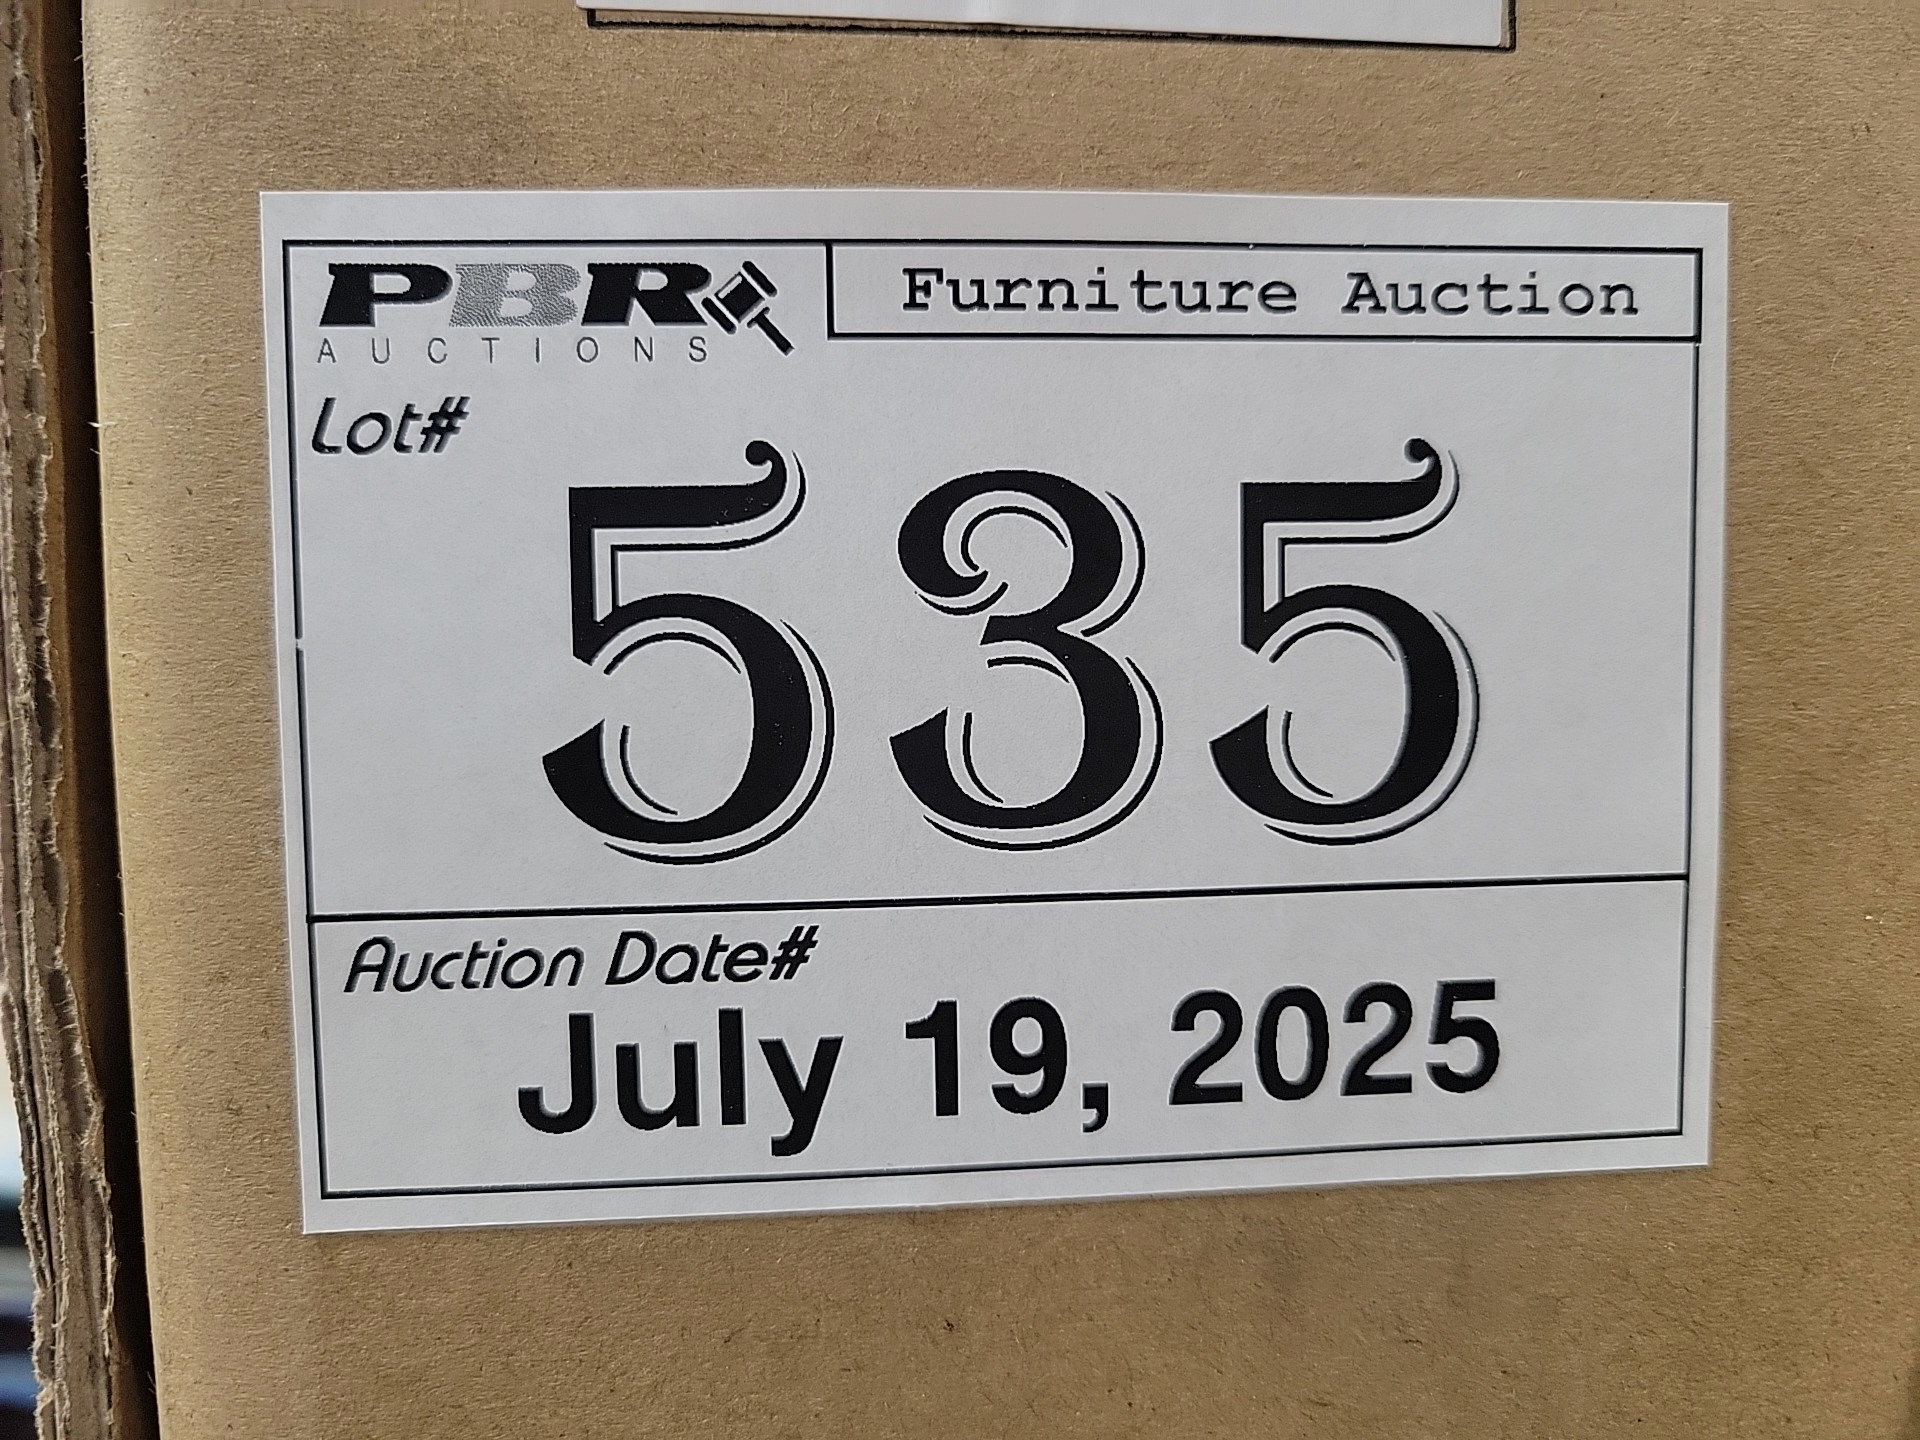 PBR
AUCTIONS
Furniture Auction
Lot#
535
Auction Date#
July 19, 2025